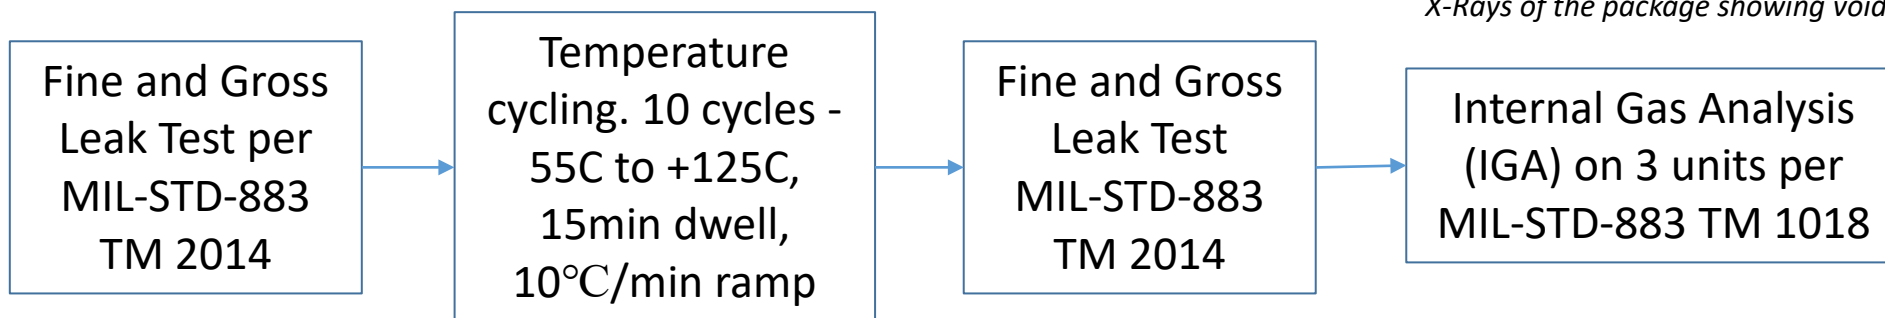 X-Rays of the package showing void
Fine and Gross
Leak Test per
MIL-STD-883
TM 2014
Temperature
cycling. 10 cycles -
55C to +125C,
15min dwell,
10°C/min ramp
Fine and Gross
Leak Test
MIL-STD-883
TM 2014
Internal Gas Analysis
(IGA) on 3 units per
MIL-STD-883 TM 1018